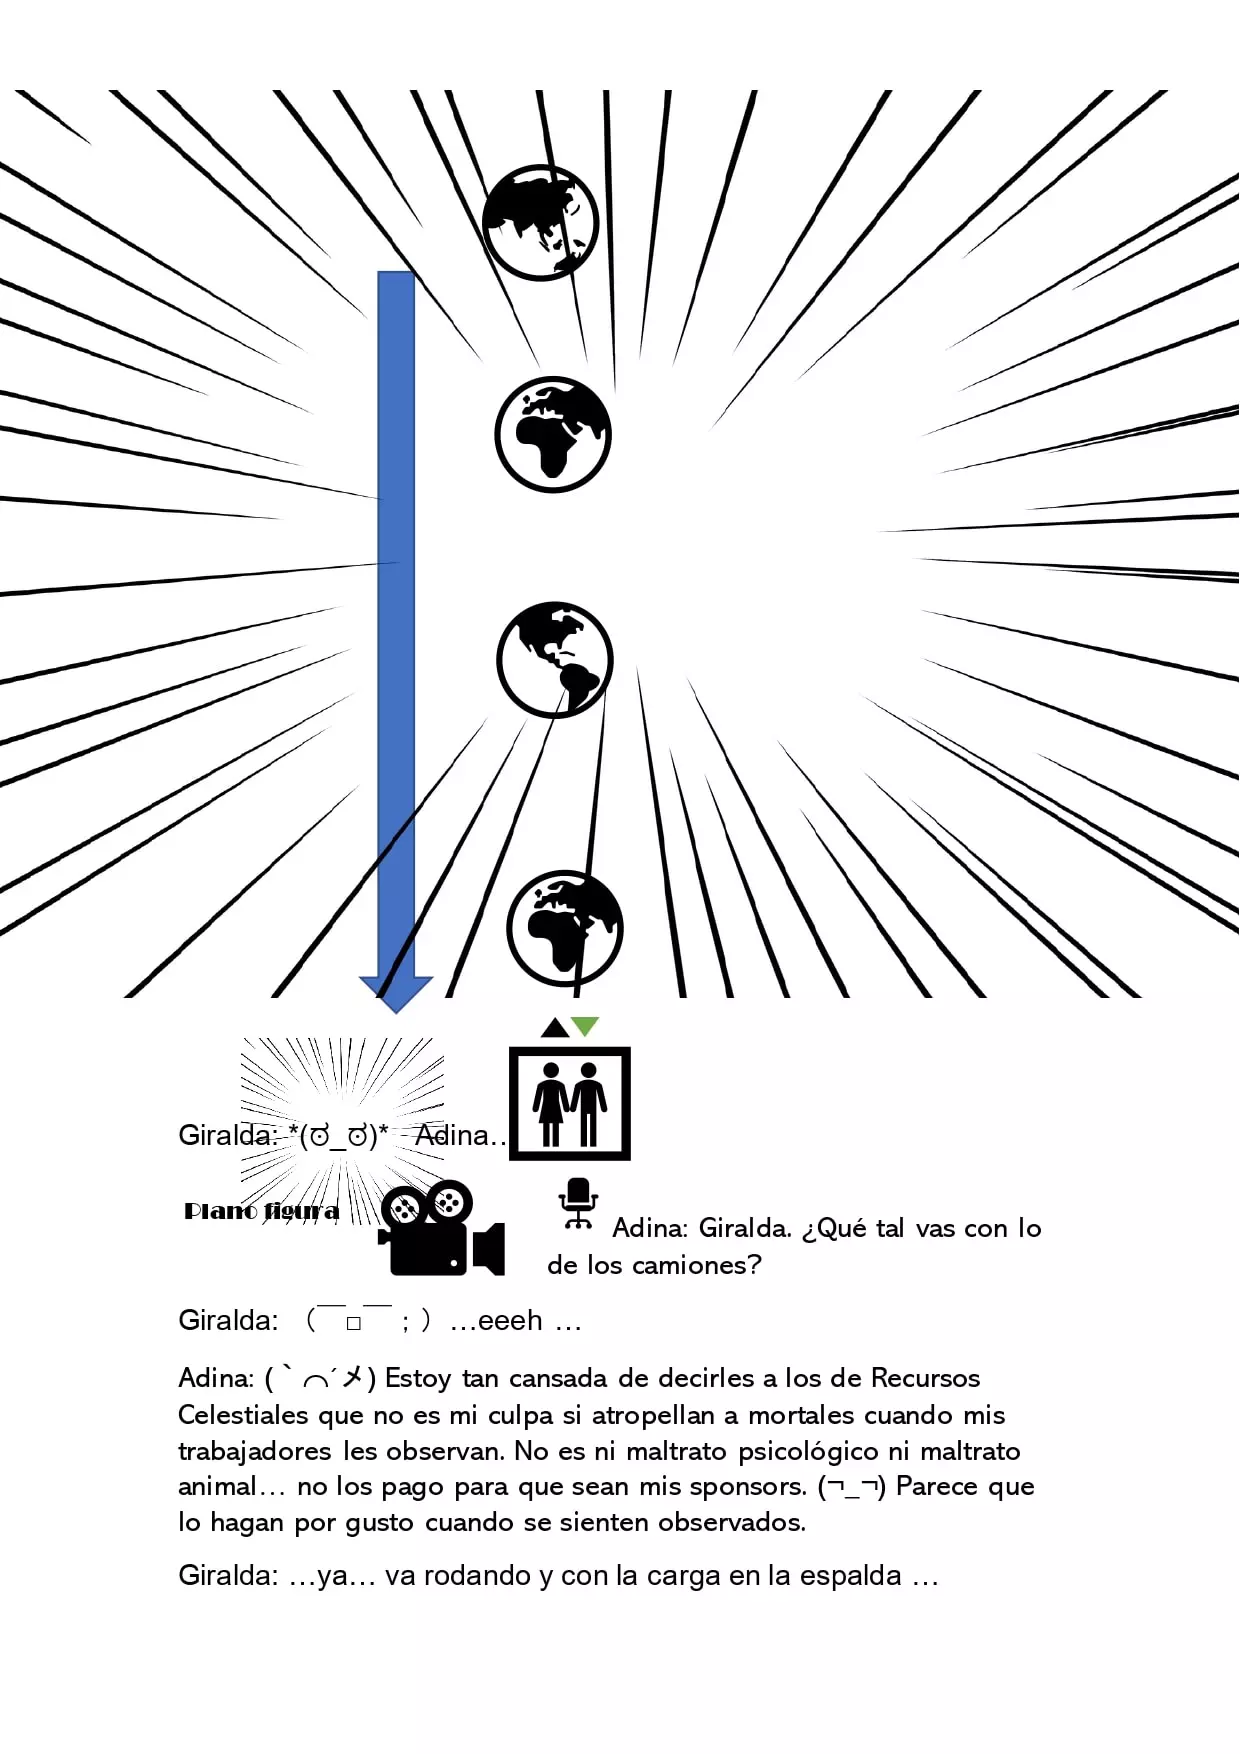 Giralda: *(ಠ_ಠ)* Adina…
Plano figura
Adina: Giralda. ¿Qué tal vas con lo
de los camiones?
Giralda: （￣□￣；）…eeeh …
Adina: (｀⌒´メ) Estoy tan cansada de decirles a los de Recursos
Celestiales que no es mi culpa si atropellan a mortales cuando mis
trabajadores les observan. No es ni maltrato psicológico ni maltrato
animal… no los pago para que sean mis sponsors. (¬_¬) Parece que
lo hagan por gusto cuando se sienten observados.
Giralda: …ya… va rodando y con la carga en la espalda …